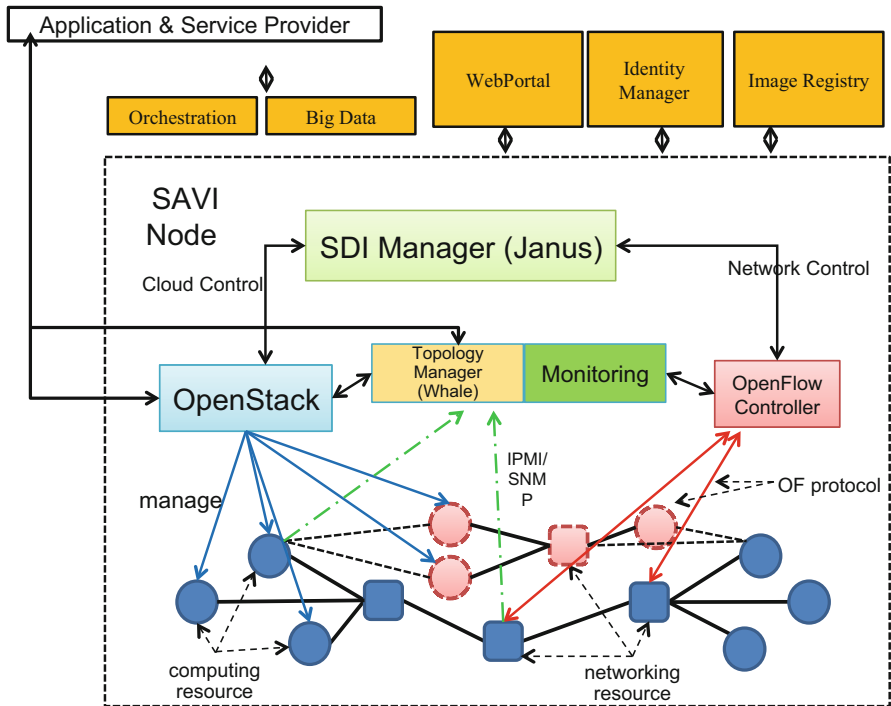 Application & Service Provider
WebPortal
Identity
Manager
Image Registry
Orchestration
Big Data
SAVI
Node
SDI Manager (Janus)
Cloud Control
Network Control
Topology
Manager
(Whale)
Monitoring
OpenStack
OpenFlow
Controller
IPMI/
SNM
P
manage
OF protocol
computing
resource
networking
resource